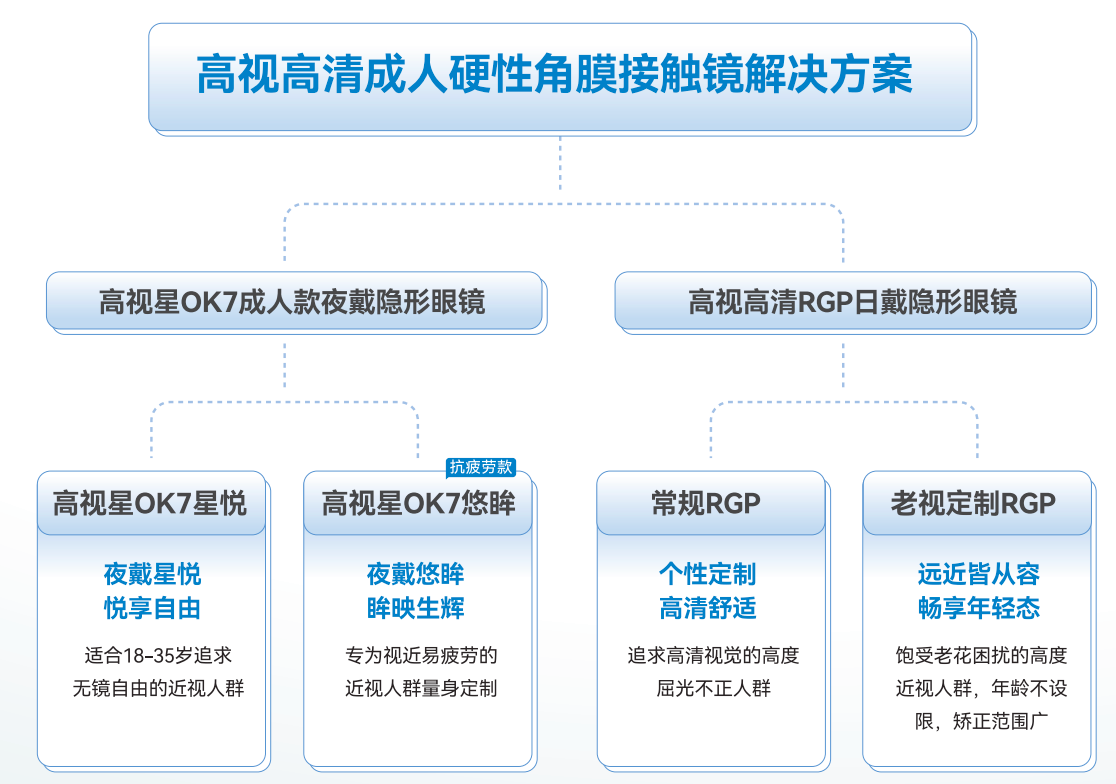 高视高清成人硬性角膜接触镜解决方案
高视星OK7成人款夜戴隐形眼镜
高视高清RGP日戴隐形眼镜
高视星OK7星悦
夜戴星悦
悦享自由
适合18-35岁追求
无镜自由的近视人群
抗疲劳款
高视星OK7悠眸
夜戴悠眸
眸映生辉
专为视近易疲劳的
近视人群量身定制
常规RGP
个性定制
高清舒适
追求高清视觉的高度
屈光不正人群
老视定制RGP
远近皆从容
畅享年轻态
饱受老花困扰的高度
近视人群，年龄不设
限，矫正范围广